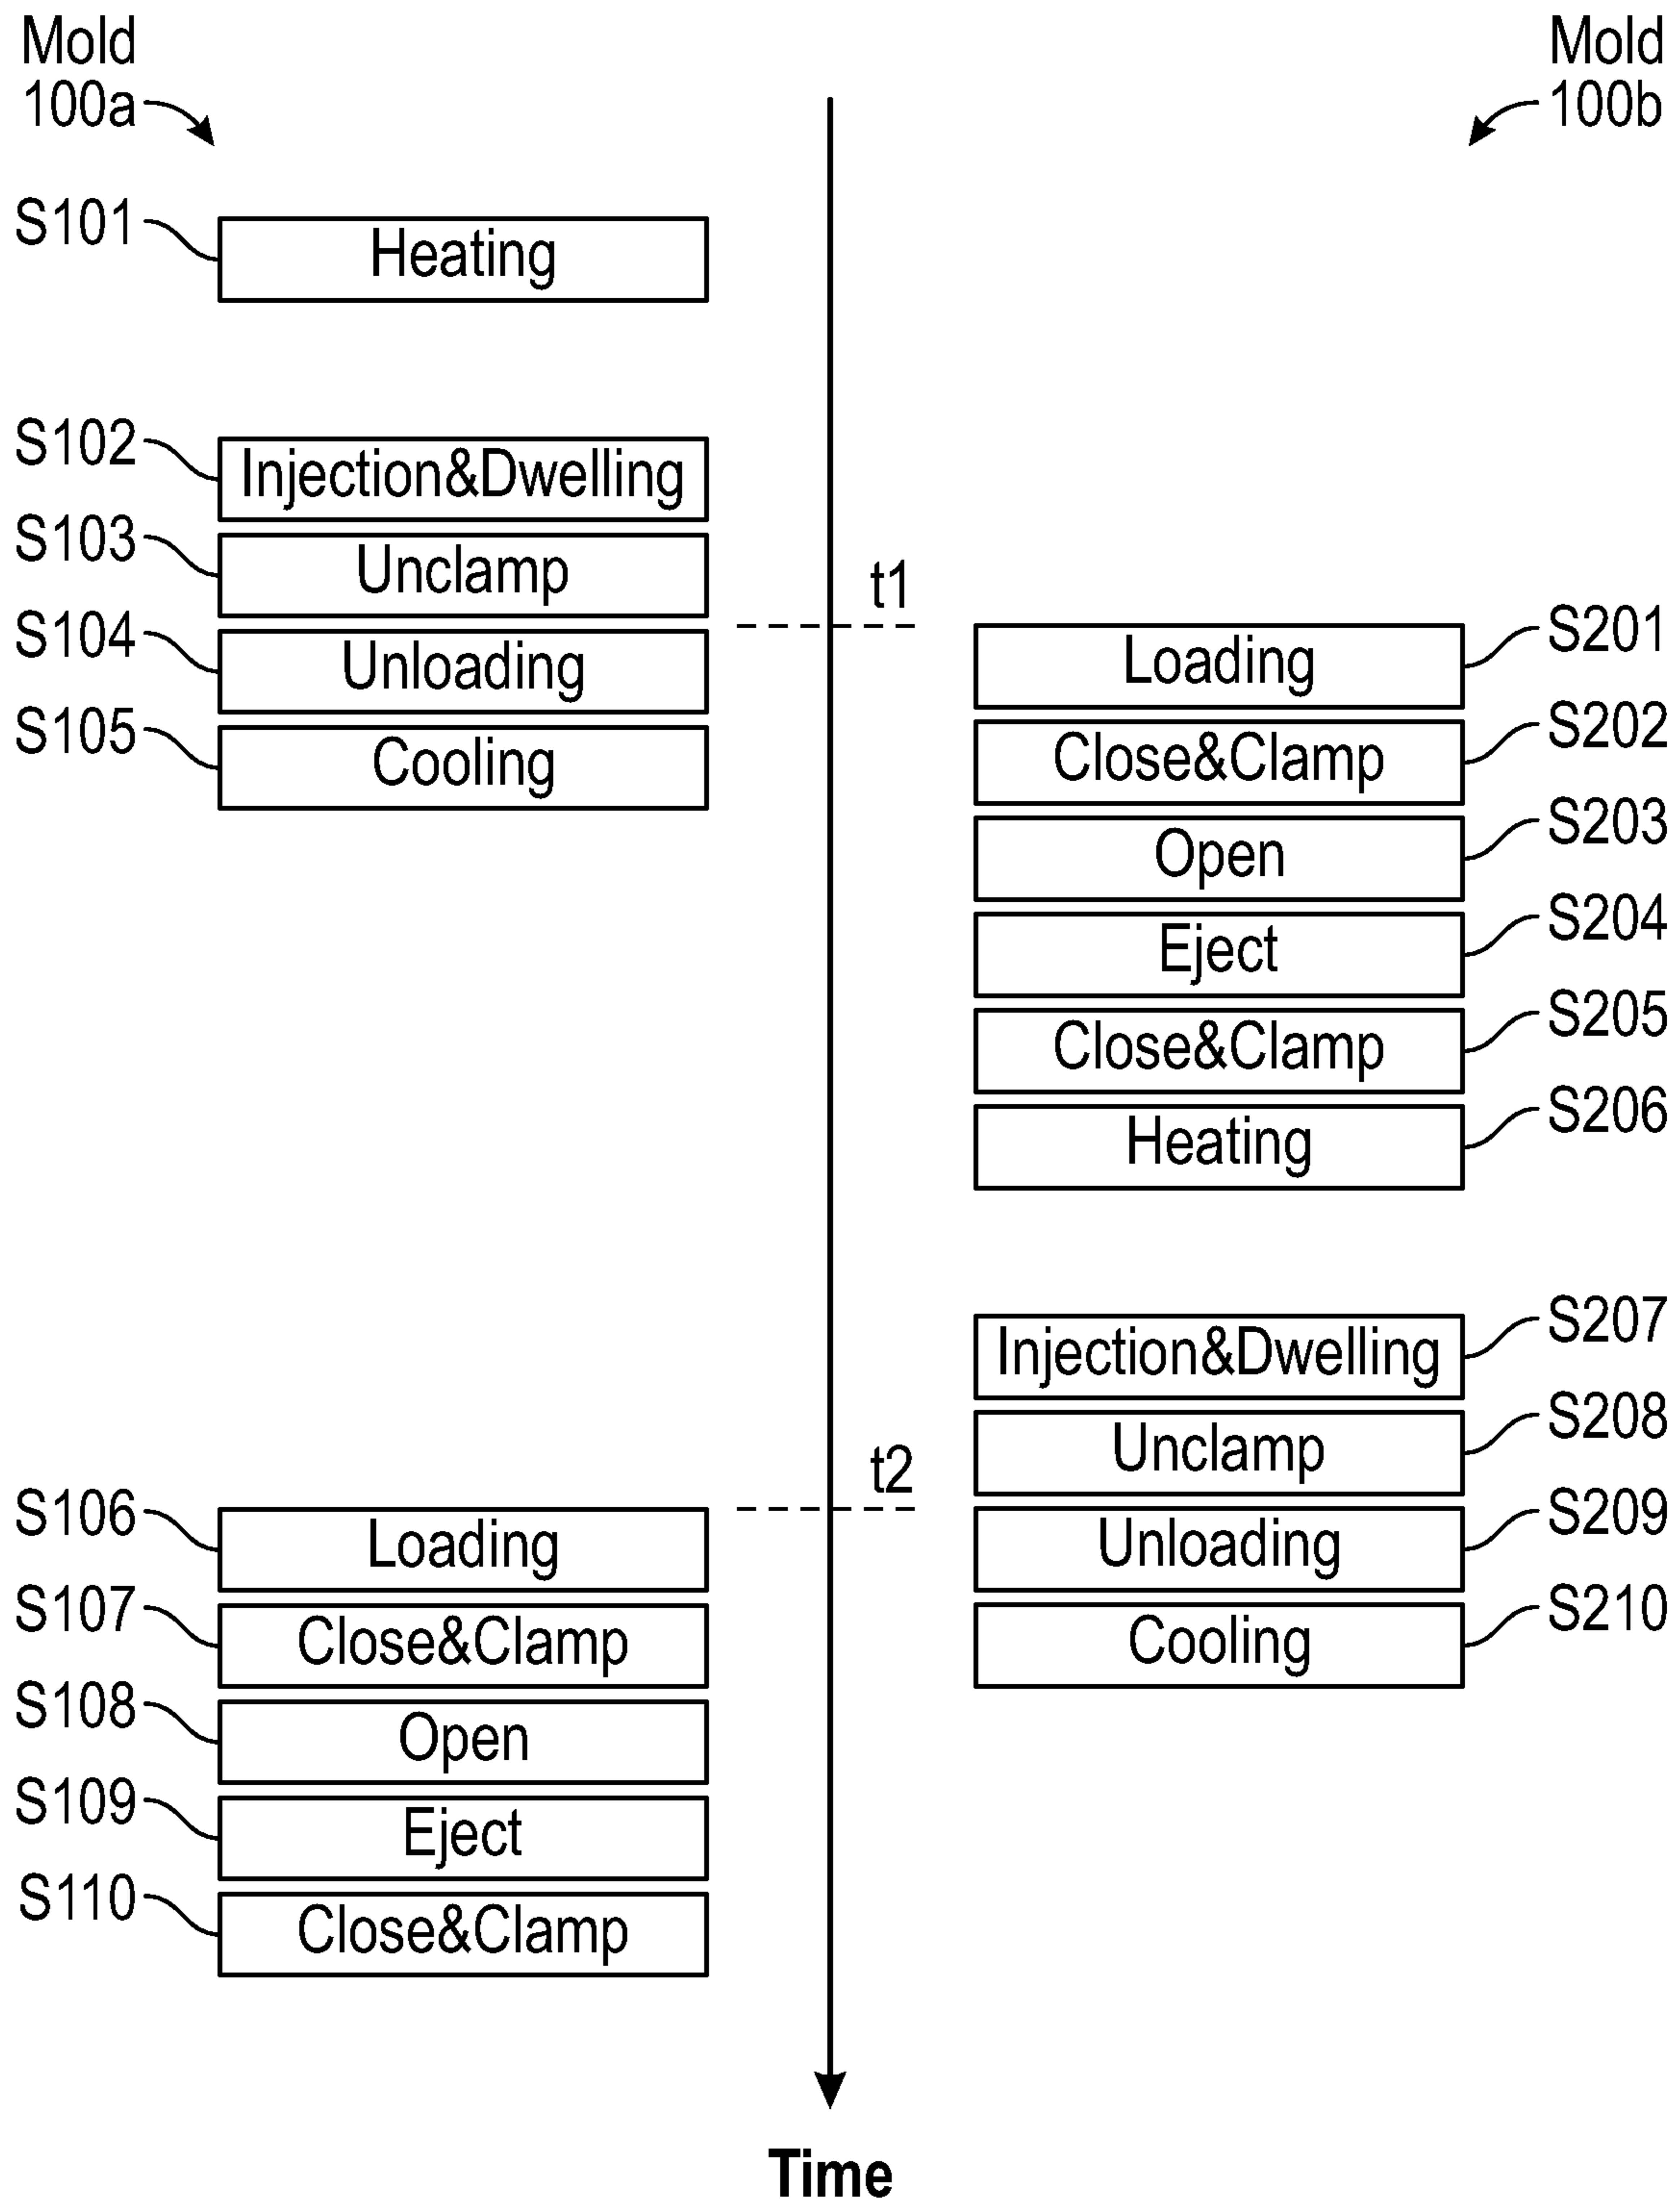 Mold
100a
Mold
100b
S101
Heating
S102
Injection&Dwelling
S103
Unclamp
t1
S104
Unloading
Loading
S201
S105
Cooling
Close&Clamp
S202
Open
S203
Eject
S204
Close&Clamp
S205
Heating
S206
Injection&Dwelling
S207
Unclamp
S208
t2
S106
Loading
Unloading
S209
S107
Close&Clamp
Cooling
S210
S108
Open
S109
Eject
S110
Close&Clamp
Time